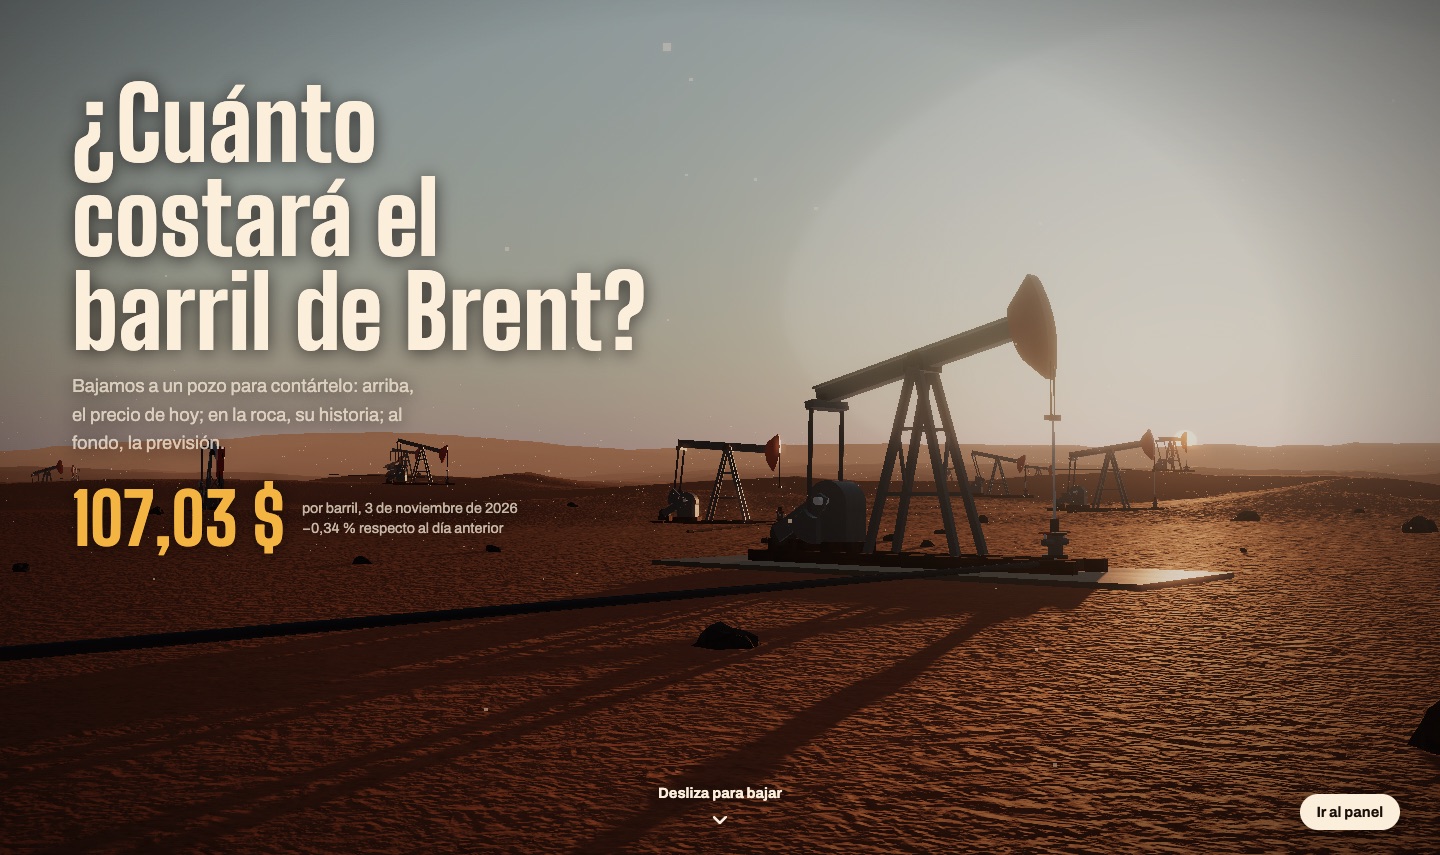 ¿Cuánto
costará el
barril de Brent?
Bajamos a un pozo para contártelo: arriba,
el precio de hoy; en la roca, su historia; al
fondo, la previsión.
107,03 $
por barril, 3 de noviembre de 2026
−0,34 % respecto al día anterior
Desliza para bajar
Ir al panel